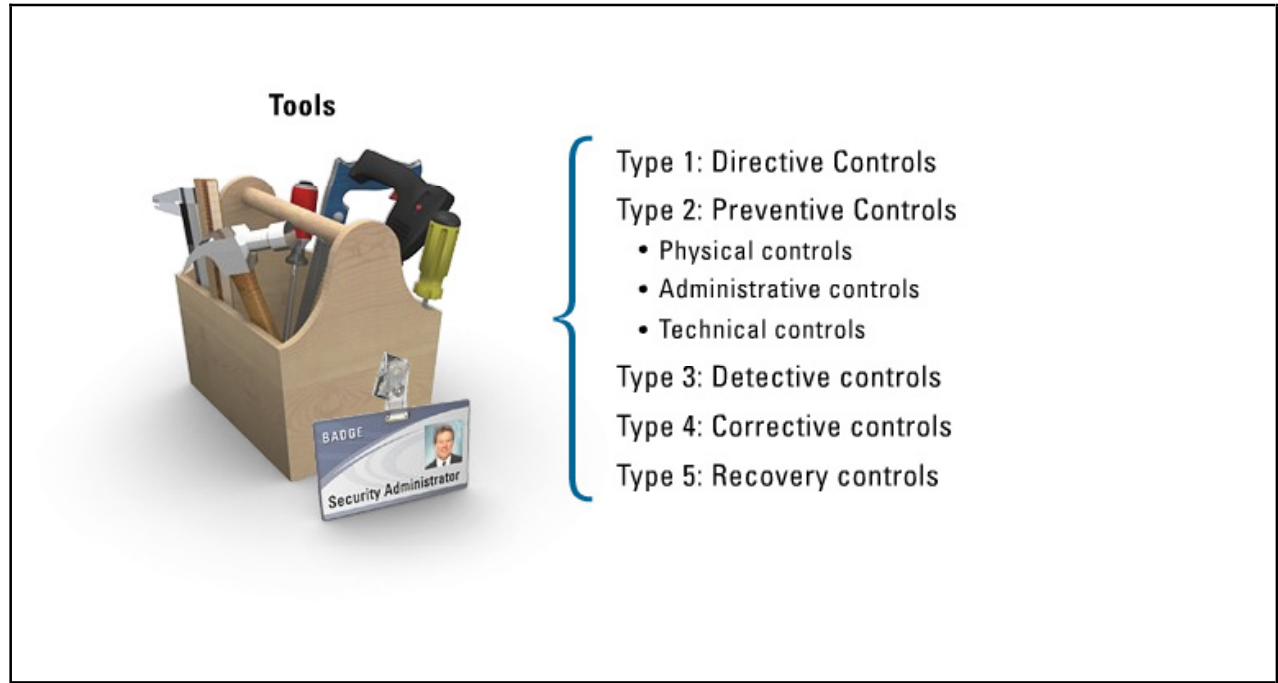 Tools
Type 1: Directive Controls
Type 2: Preventive Controls
• Physical controls
• Administrative controls
• Technical controls
Type 3: Detective controls
Type 4: Corrective controls
Type 5: Recovery controls
BADGE
Security Administrator